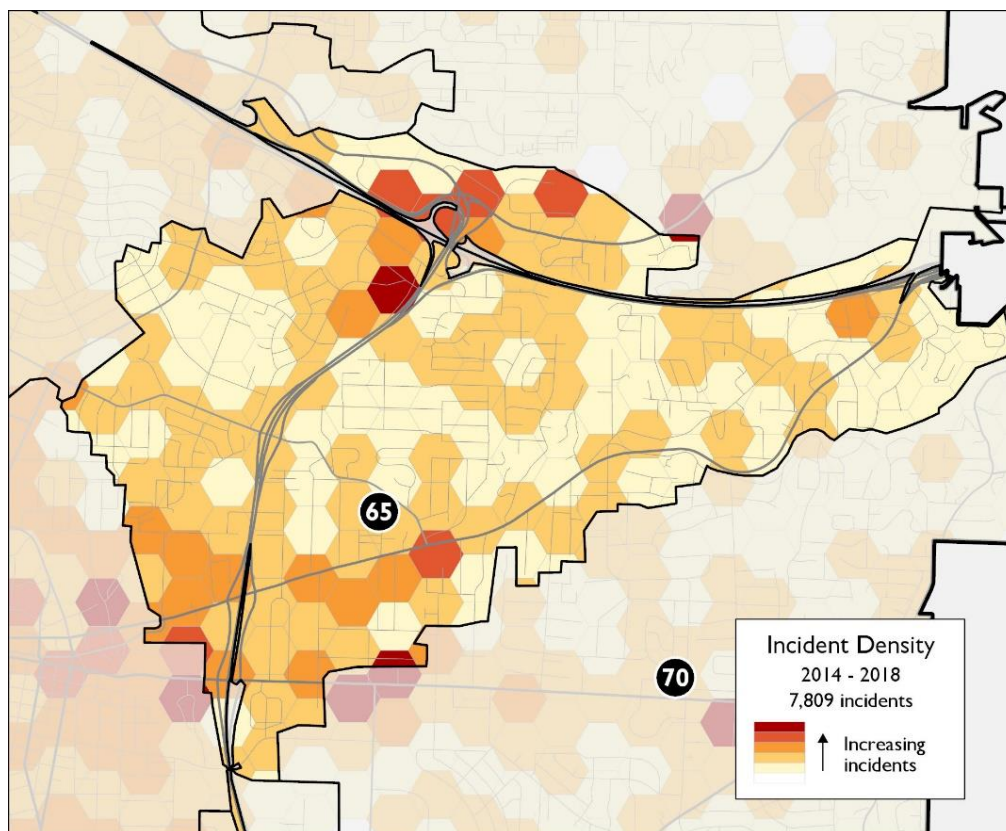 65
70
Incident Density
2014 - 2018
7,809 incidents
Increasing
incidents